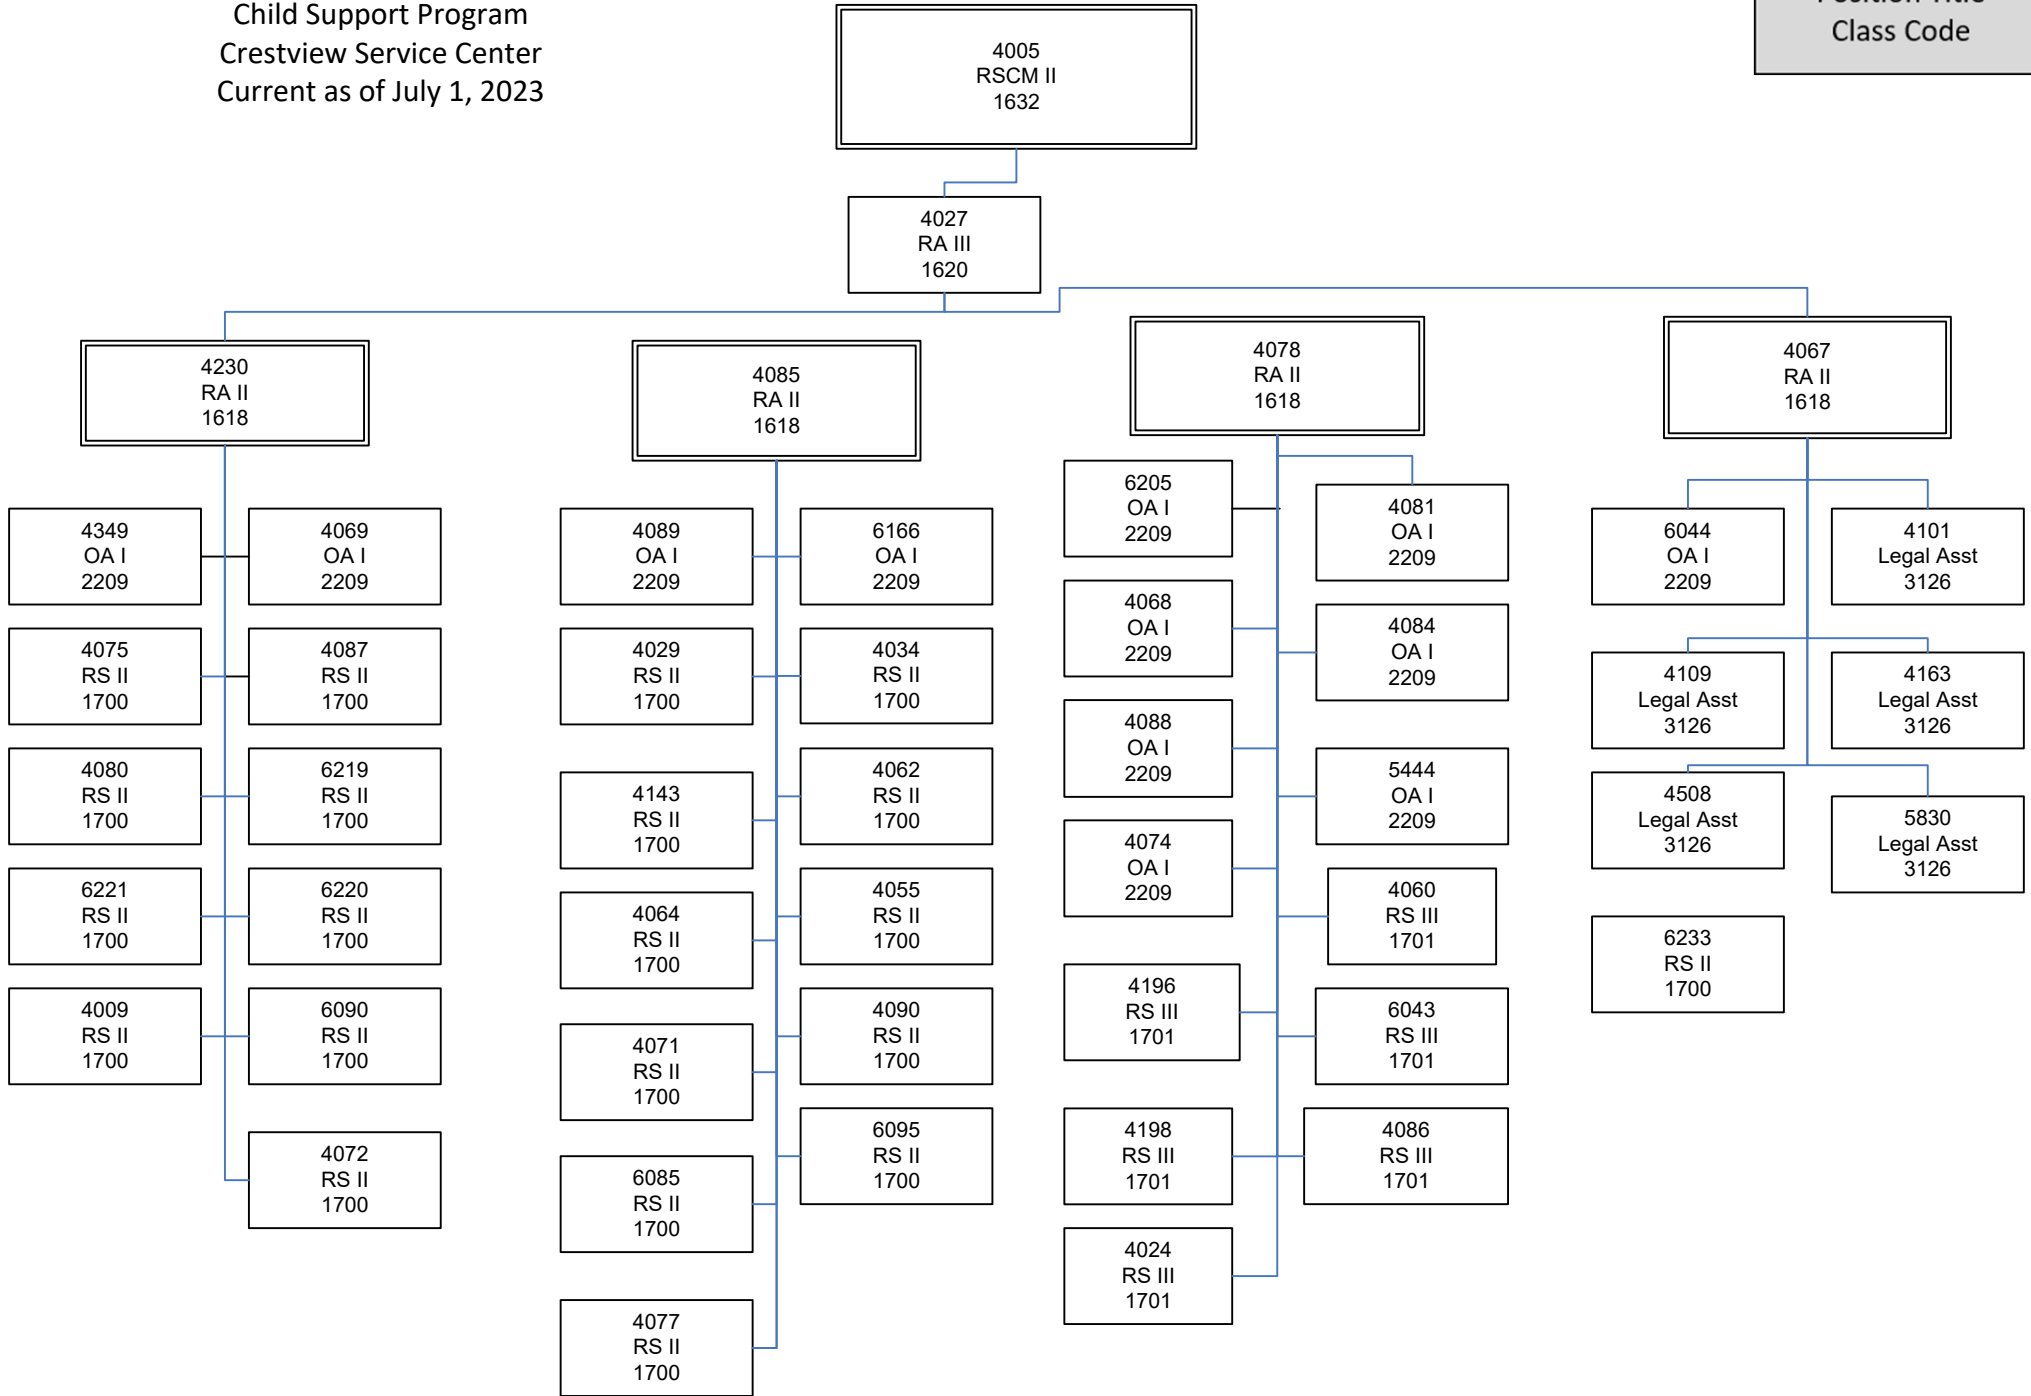 Child Support Program
Crestview Service Center
Current as of July 1, 2023
Position Title
Class Code
4005
RSCM II
1632
4027
RA III
1620
4230
RA II
1618
4085
RA II
1618
4078
RA II
1618
4067
RA II
1618
4349
OA I
2209
4069
OA I
2209
4075
RS II
1700
4087
RS II
1700
4080
RS II
1700
6219
RS II
1700
6221
RS II
1700
6220
RS II
1700
4009
RS II
1700
6090
RS II
1700
4072
RS II
1700
4089
OA I
2209
6166
OA I
2209
4029
RS II
1700
4034
RS II
1700
4143
RS II
1700
4062
RS II
1700
4064
RS II
1700
4055
RS II
1700
4071
RS II
1700
4090
RS II
1700
6085
RS II
1700
6095
RS II
1700
4077
RS II
1700
6205
OA I
2209
4081
OA I
2209
4068
OA I
2209
4084
OA I
2209
4088
OA I
2209
5444
OA I
2209
4074
OA I
2209
4060
RS III
1701
4196
RS III
1701
6043
RS III
1701
4198
RS III
1701
4086
RS III
1701
4024
RS III
1701
6044
OA I
2209
4101
Legal Asst
3126
4109
Legal Asst
3126
4163
Legal Asst
3126
4508
Legal Asst
3126
5830
Legal Asst
3126
6233
RS II
1700